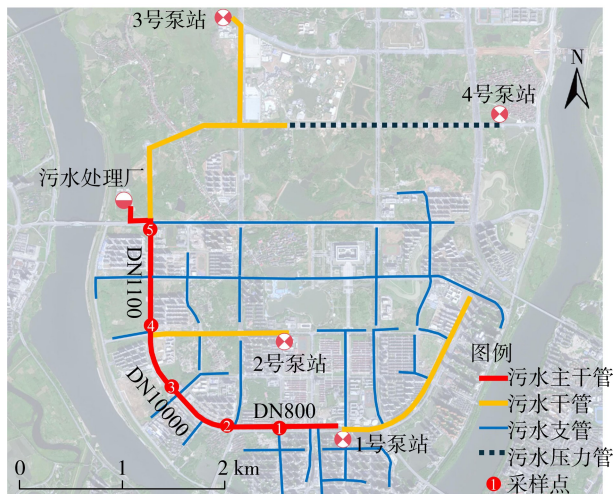 3号泵站
N
4号泵站
污水处理厂
5
DN1100
4
2号泵站
3
DN10000
DN800
2
1
1号泵站
图例
污水主干管
污水干管
污水支管
污水压力管
1 采样点
0 1 2 km